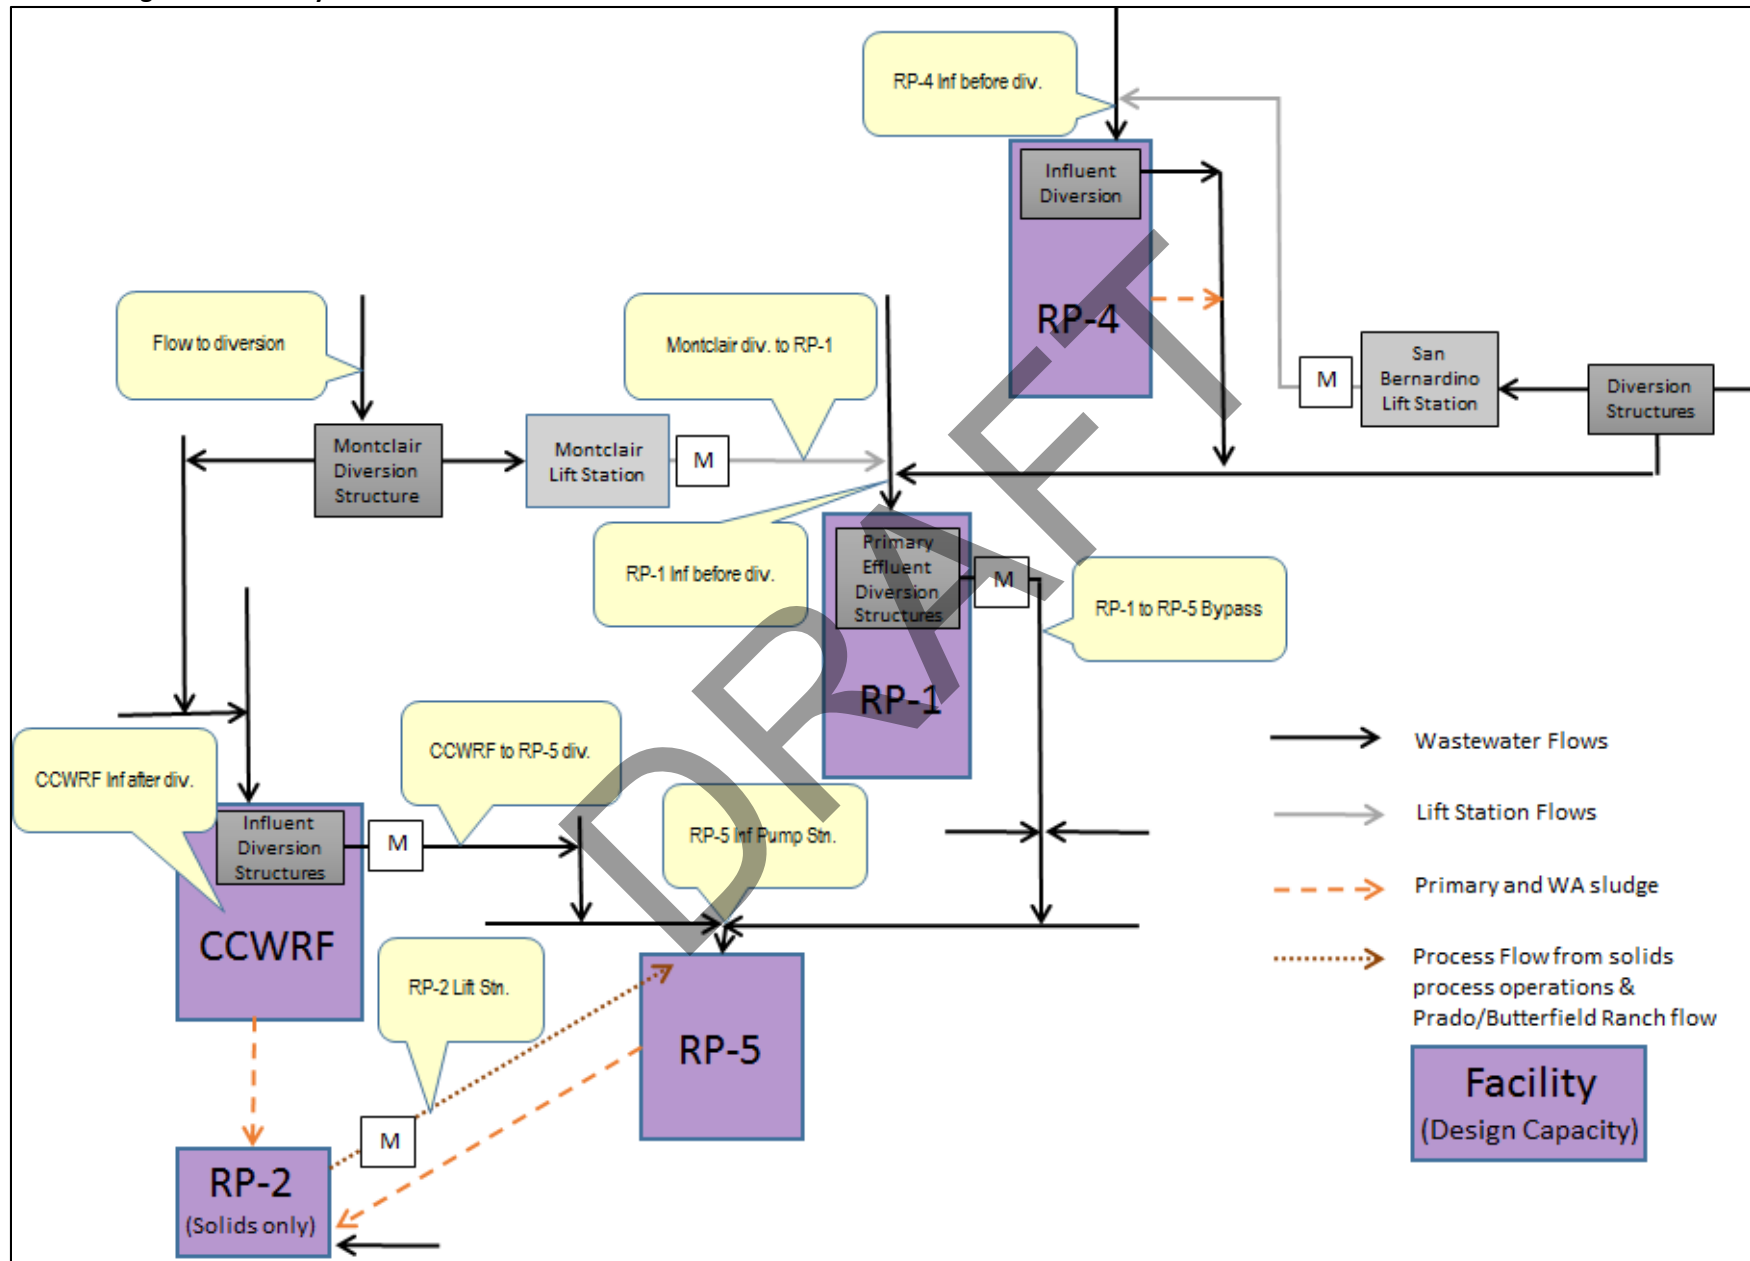 RP-4 Inf before div.
Influent
Diversion
RP-4
Flow to diversion
Montclair div. to RP-1
San
Bernardino
Lift Station
M
Diversion
Structures
Montclair
Diversion
Structure
Montclair
Lift Station
M
RP-1 Inf before div.
Primary
Effluent
Diversion
Structures
M
RP-1 to RP-5 Bypass
RP-1
CCWRF Inf after div.
CCWRF to RP-5 div.
RP-5 Inf Pump Stn.
Influent
Diversion
Structures
M
CCWRF
RP-2 Lift Stn.
RP-5
M
RP-2
(Solids only)
Wastewater Flows
Lift Station Flows
Primary and WA sludge
Process Flow from solids
process operations &
Prado/Butterfield Ranch flow
Facility
(Design Capacity)
DRAFT